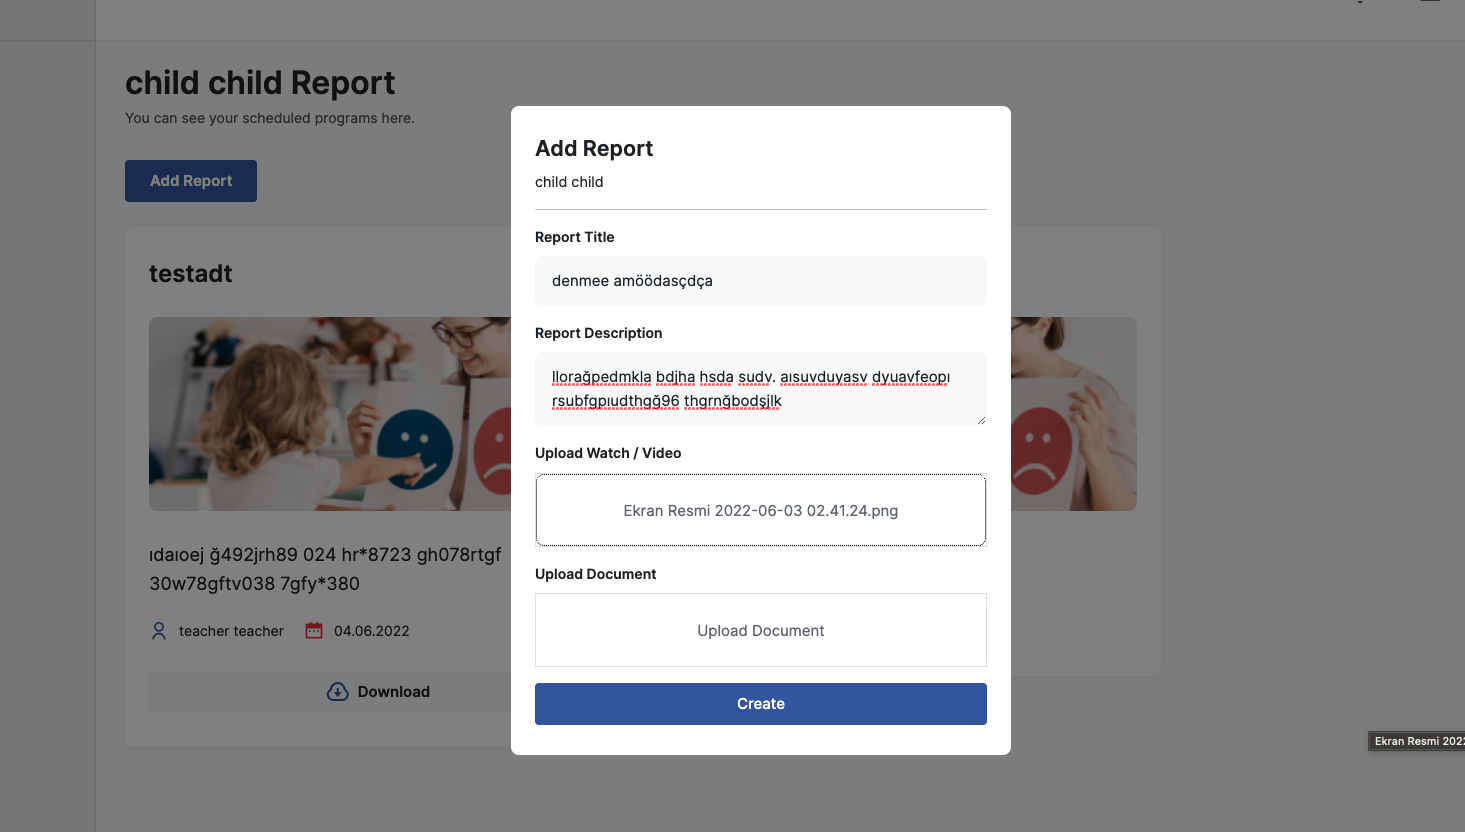 child child Report
You can see your scheduled programs here.
Add Report
testadt
ıdaıoej ğ492jrh89 024 hr*8723 gh078rtgf
30w78gftv038 7gfy*380
teacher teacher 04.06.2022
Download
Add Report
child child
Report Title
denmee amöödasçdça
Report Description
llorağpedmkla bdjha hsda sudv. aısuvduyasv dyuavfeopı
rsubfgpıudthgğ96 thgrnğbodşjlk
Upload Watch / Video
Ekran Resmi 2022-06-03 02.41.24.png
Upload Document
Upload Document
Create
Ekran Resmi 2022